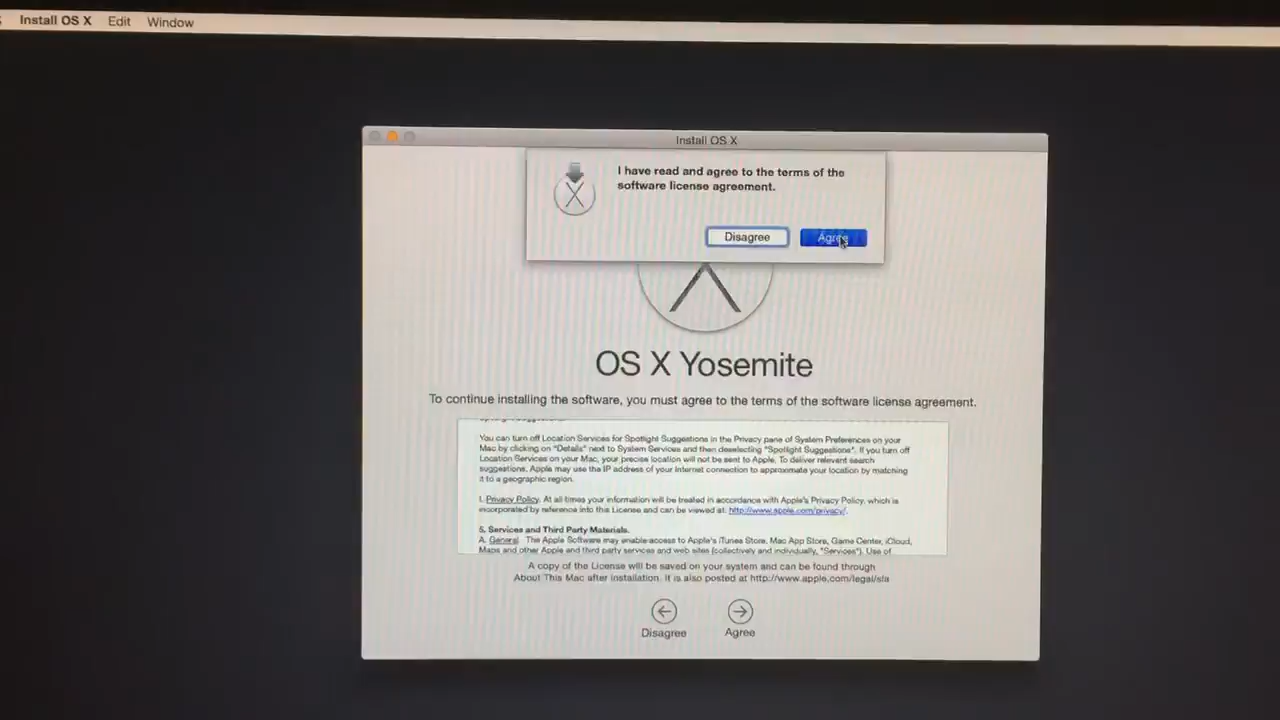 Install OS X Edit Window
Install OS X
I have read and agree to the terms of the
software license agreement.
Disagree Agree
OS X Yosemite
To continue installing the software, you must agree to the terms of the software license agreement.
You can turn off Location Services for Spotlight Suggestions in the Privacy pane of System Preferences on your
Mac by clicking on "Details" next to System Services and then deselecting "Spotlight Suggestions". If you turn off
Location Services on your Mac, your precise location will not be sent to Apple. To deliver relevant search
suggestions, Apple may use the IP address of your Internet connection to approximate your location by matching
it to a geographic region.
I. Privacy Policy. At all times your information will be treated in accordance with Apple's Privacy Policy, which is
incorporated by reference into this License and can be viewed at: http://www.apple.com/privacy/.
5. Services and Third Party Materials.
A. General. The Apple Software may enable access to Apple's iTunes Store, Mac App Store, Game Center, iCloud,
Maps and other Apple and third party services and web sites (collectively and individually, "Services"). Use of
A copy of the License will be saved on your system and can be found through
About This Mac after installation. It is also posted at http://www.apple.com/legal/sla
Disagree Agree